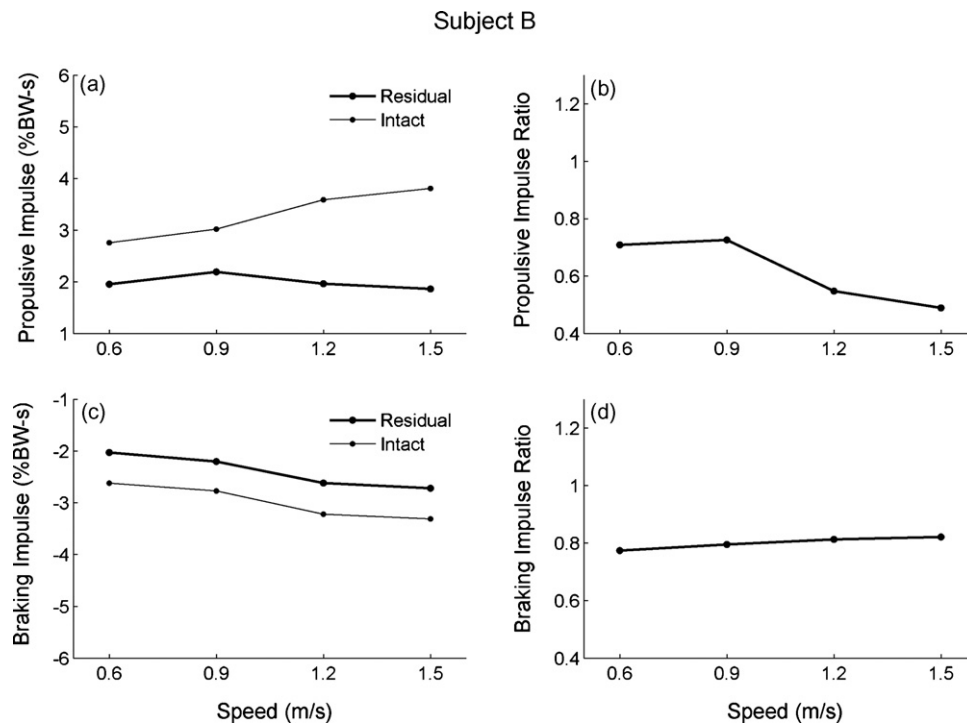 Subject B
(a)
Propulsive Impulse (%BW-s)
6
5
4
3
2
1
Residual
Intact
0.6 0.9 1.2 1.5
(b)
Propulsive Impulse Ratio
1.2
1
0.8
0.6
0.4
0.6 0.9 1.2 1.5
(c)
Braking Impulse (%BW-s)
-1
-2
-3
-4
-5
-6
Residual
Intact
0.6 0.9 1.2 1.5
Speed (m/s)
(d)
Braking Impulse Ratio
1.2
1
0.8
0.6
0.4
0.6 0.9 1.2 1.5
Speed (m/s)